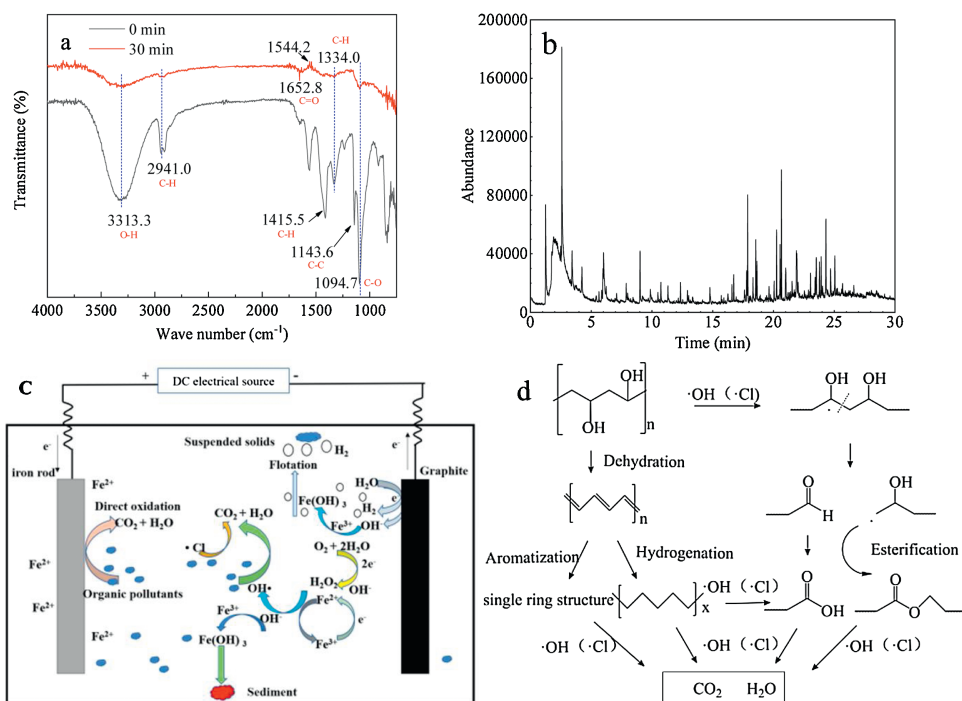 a
0 min
30 min
C-H
1544.2
1334.0
1652.8
C=O
2941.0
C-H
3313.3
O-H
1415.5
C-H
1143.6
C-C
1094.7
C-O
Transmittance (%)
4000 3500 3000 2500 2000 1500 1000
Wave number (cm⁻¹)
b
200000
160000
120000
80000
40000
0
Abundance
0 5 10 15 20 25 30
Time (min)
c
+ DC electrical source -
e⁻
iron rod
Fe²⁺
Direct oxidation
CO₂ + H₂O
Fe²⁺
Organic pollutants
Fe²⁺
Fe²⁺
Suspended solids
H₂
Flotation
e⁻
Graphite
H₂O
e
H₂
Fe(OH) ₃
Fe³⁺
OH⁻
CO₂ + H₂O
• Cl
O₂ + 2H₂O
2e⁻
H₂O₂
OH⁻
OH•
Fe²⁺
Fe³⁺
OH⁻
e⁻
Fe³⁺
Fe(OH) ₃
Sediment
d
OH
OH
n
·OH（·Cl）
OH OH
Dehydration
n
O
H
OH
Aromatization
Hydrogenation
Esterification
single ring structure
x
·OH（·Cl）
O
OH
O
O
·OH（·Cl）
·OH（·Cl）
·OH（·Cl）
CO₂ H₂O